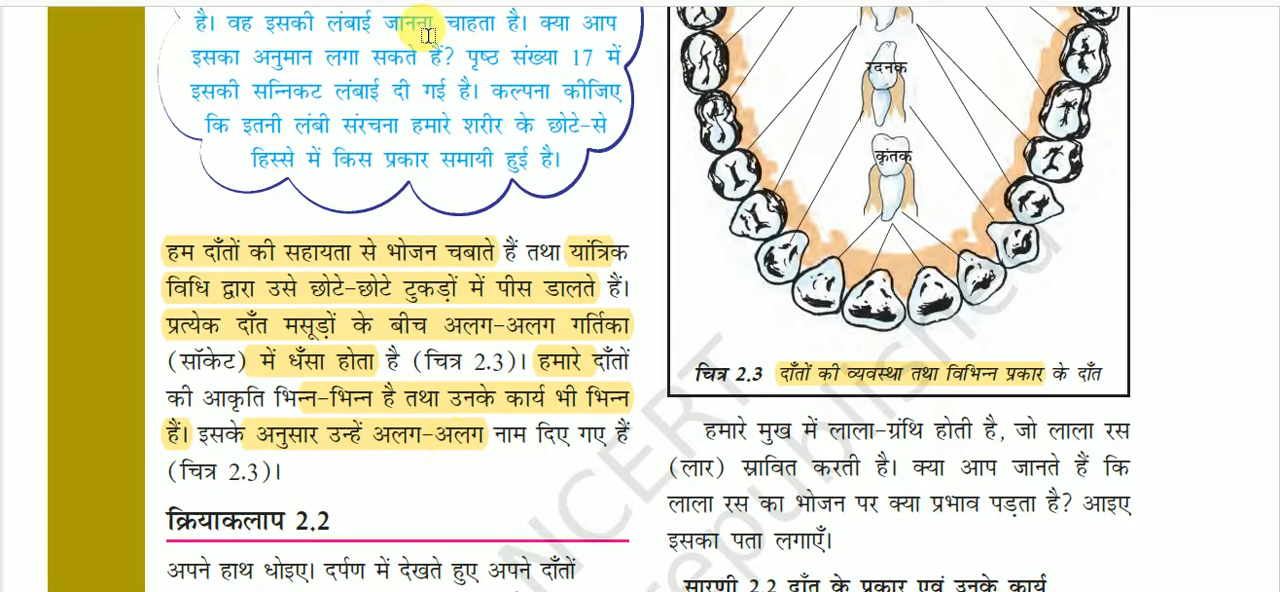 है। वह इसकी लंबाई जानना चाहता है। क्या आप
इसका अनुमान लगा सकते हैं? पृष्ठ संख्या 17 में
इसकी सन्निकट लंबाई दी गई है। कल्पना कीजिए
कि इतनी लंबी संरचना हमारे शरीर के छोटे-से
हिस्से में किस प्रकार समायी हुई है।
हम दाँतों की सहायता से भोजन चबाते हैं तथा यांत्रिक
विधि द्वारा उसे छोटे-छोटे टुकड़ों में पीस डालते हैं।
प्रत्येक दाँत मसूड़ों के बीच अलग-अलग गर्तिका
(सॉकेट) में धँसा होता है (चित्र 2.3)। हमारे दाँतों
की आकृति भिन्न-भिन्न है तथा उनके कार्य भी भिन्न
हैं। इसके अनुसार उन्हें अलग-अलग नाम दिए गए हैं
(चित्र 2.3)।
क्रियाकलाप 2.2
अपने हाथ धोइए। दर्पण में देखते हुए अपने दाँतों
रदनक
कृंतक
चित्र 2.3 दाँतों की व्यवस्था तथा विभिन्न प्रकार के दाँत
हमारे मुख में लाला-ग्रंथि होती है, जो लाला रस
(लार) स्रावित करती है। क्या आप जानते हैं कि
लाला रस का भोजन पर क्या प्रभाव पड़ता है? आइए
इसका पता लगाएँ।
सारणी 2.2 दाँत के प्रकार एवं उनके कार्य
NCERT
republished